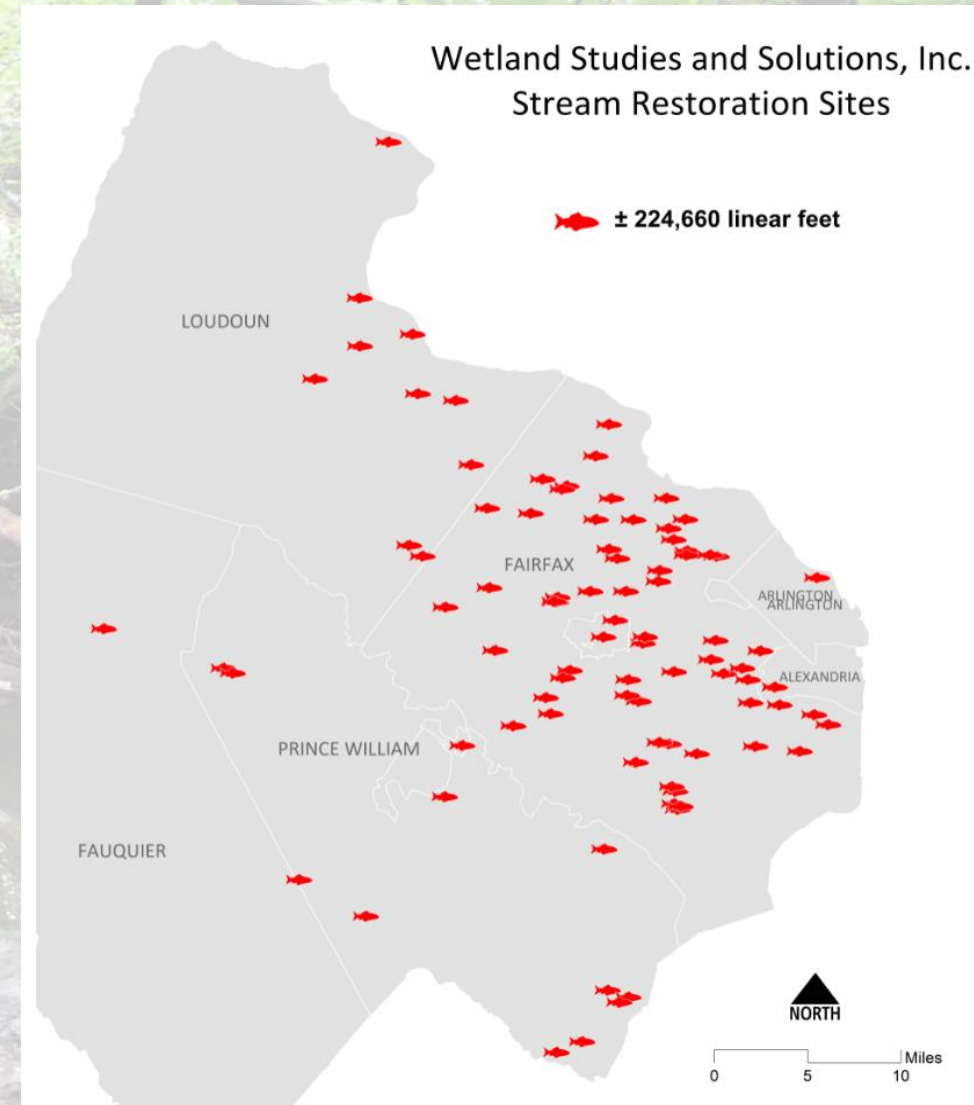 Wetland Studies and Solutions, Inc.
Stream Restoration Sites
± 224,660 linear feet
LOUDOUN
FAIRFAX
ARLINGTON
ARLINGTON
ALEXANDRIA
PRINCE WILLIAM
FAUQUIER
NORTH
Miles
0 5 10